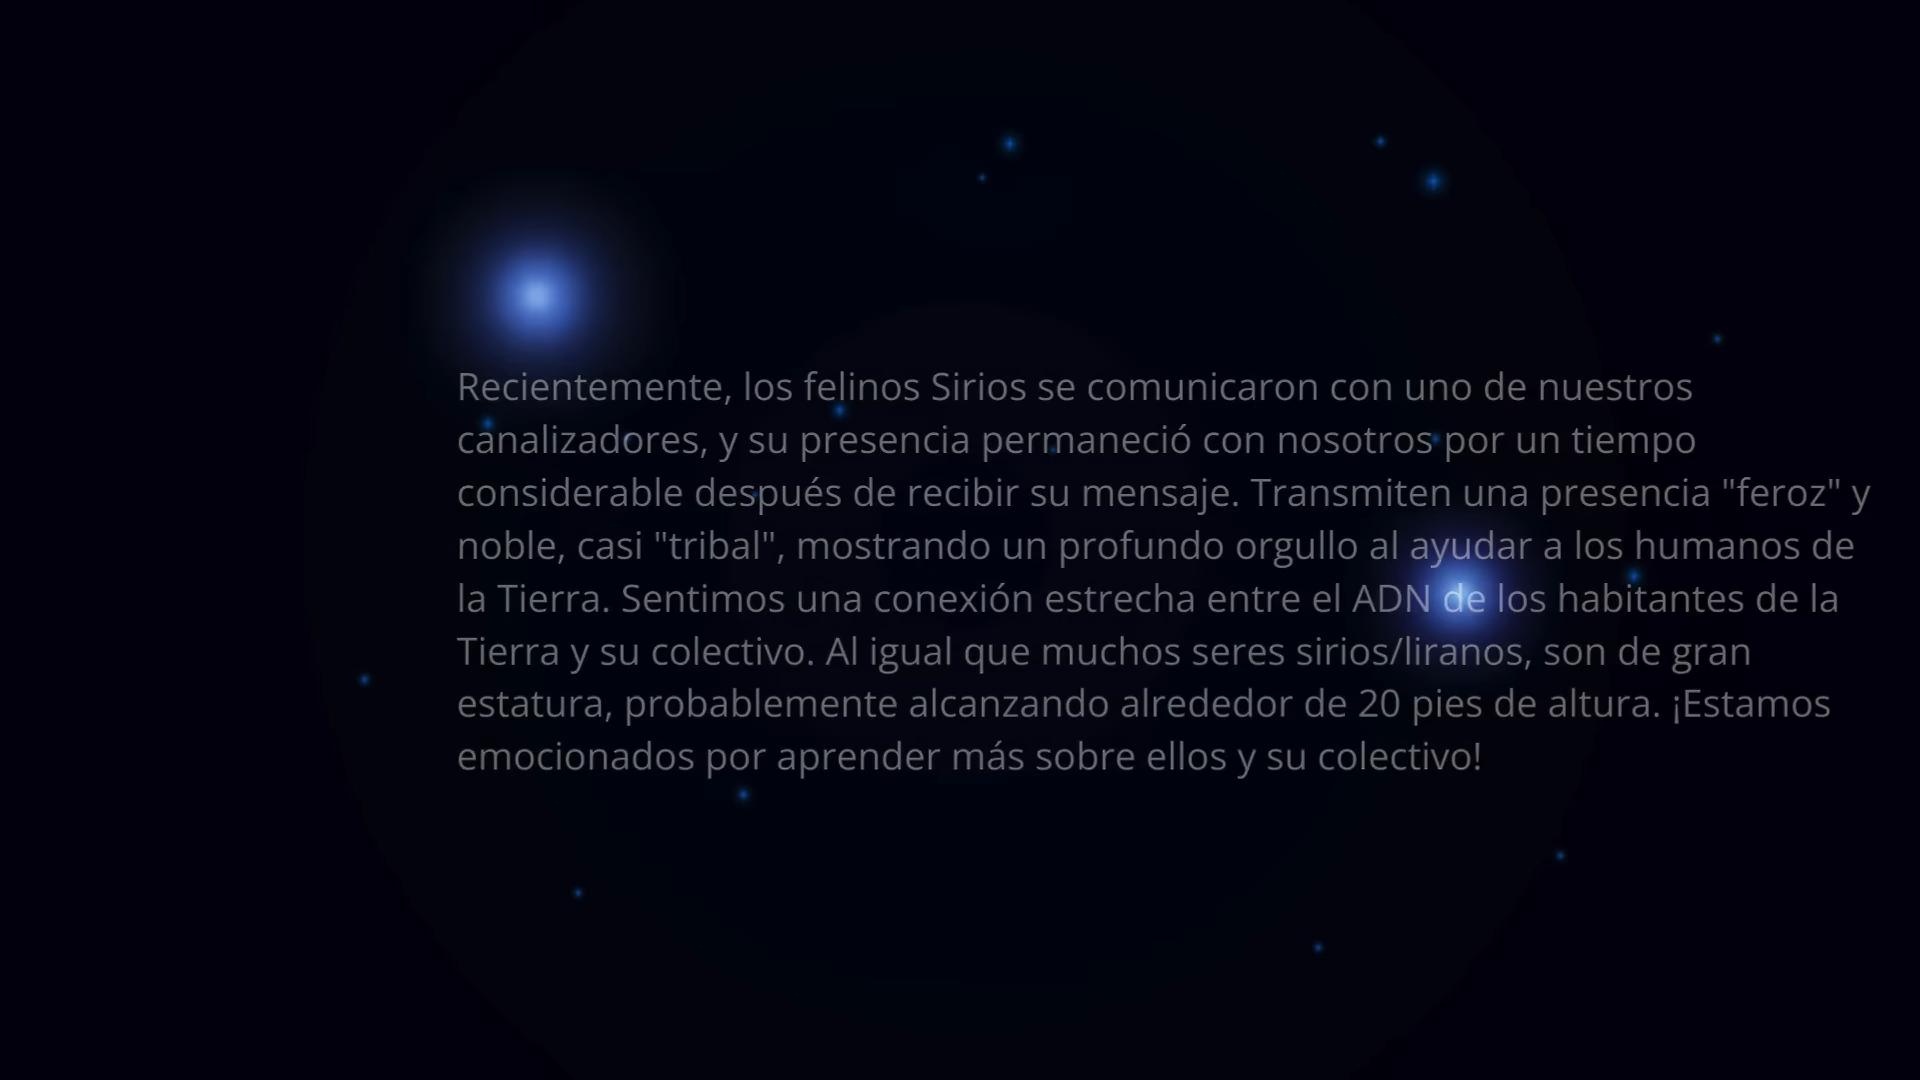 Recientemente, los felinos Sirios se comunicaron con uno de nuestros
canalizadores, y su presencia permaneció con nosotros por un tiempo
considerable después de recibir su mensaje. Transmiten una presencia "feroz" y
noble, casi "tribal", mostrando un profundo orgullo al ayudar a los humanos de
la Tierra. Sentimos una conexión estrecha entre el ADN de los habitantes de la
Tierra y su colectivo. Al igual que muchos seres sirios/liranos, son de gran
estatura, probablemente alcanzando alrededor de 20 pies de altura. ¡Estamos
emocionados por aprender más sobre ellos y su colectivo!